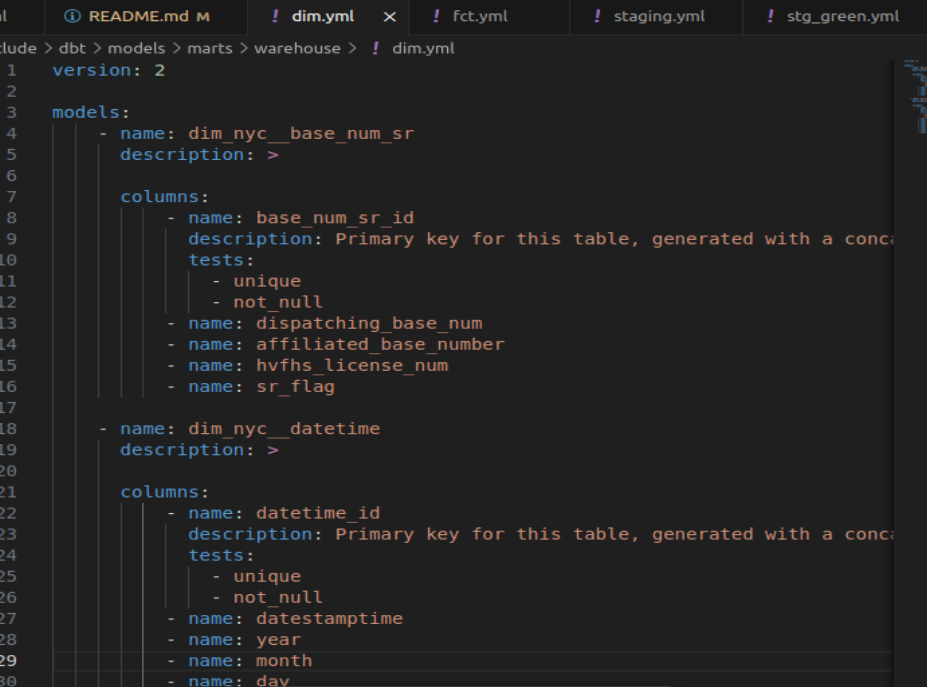 README.md M ! dim.yml × ! fct.yml ! staging.yml ! stg_green.yml
> dbt > models > marts > warehouse > ! dim.yml
1 version: 2
2
3 models:
4 - name: dim_nyc__base_num_sr
5 description: >
6
7 columns:
8 - name: base_num_sr_id
9 description: Primary key for this table, generated with a conca
10 tests:
11 - unique
12 - not_null
13 - name: dispatching_base_num
14 - name: affiliated_base_number
15 - name: hvfhs_license_num
16 - name: sr_flag
17
18 - name: dim_nyc__datetime
19 description: >
20
21 columns:
22 - name: datetime_id
23 description: Primary key for this table, generated with a conca
24 tests:
25 - unique
26 - not_null
27 - name: datestamptime
28 - name: year
29 - name: month
30 - name: day